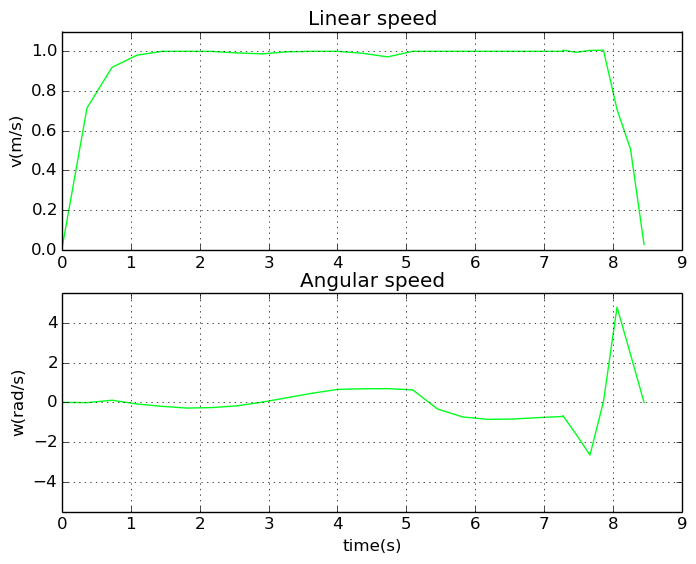 Linear speed
v(m/s)
1.0
0.8
0.6
0.4
0.2
0.0
0 1 2 3 4 5 6 7 8 9
Angular speed
w(rad/s)
4
2
0
−2
−4
0 1 2 3 4 5 6 7 8 9
time(s)